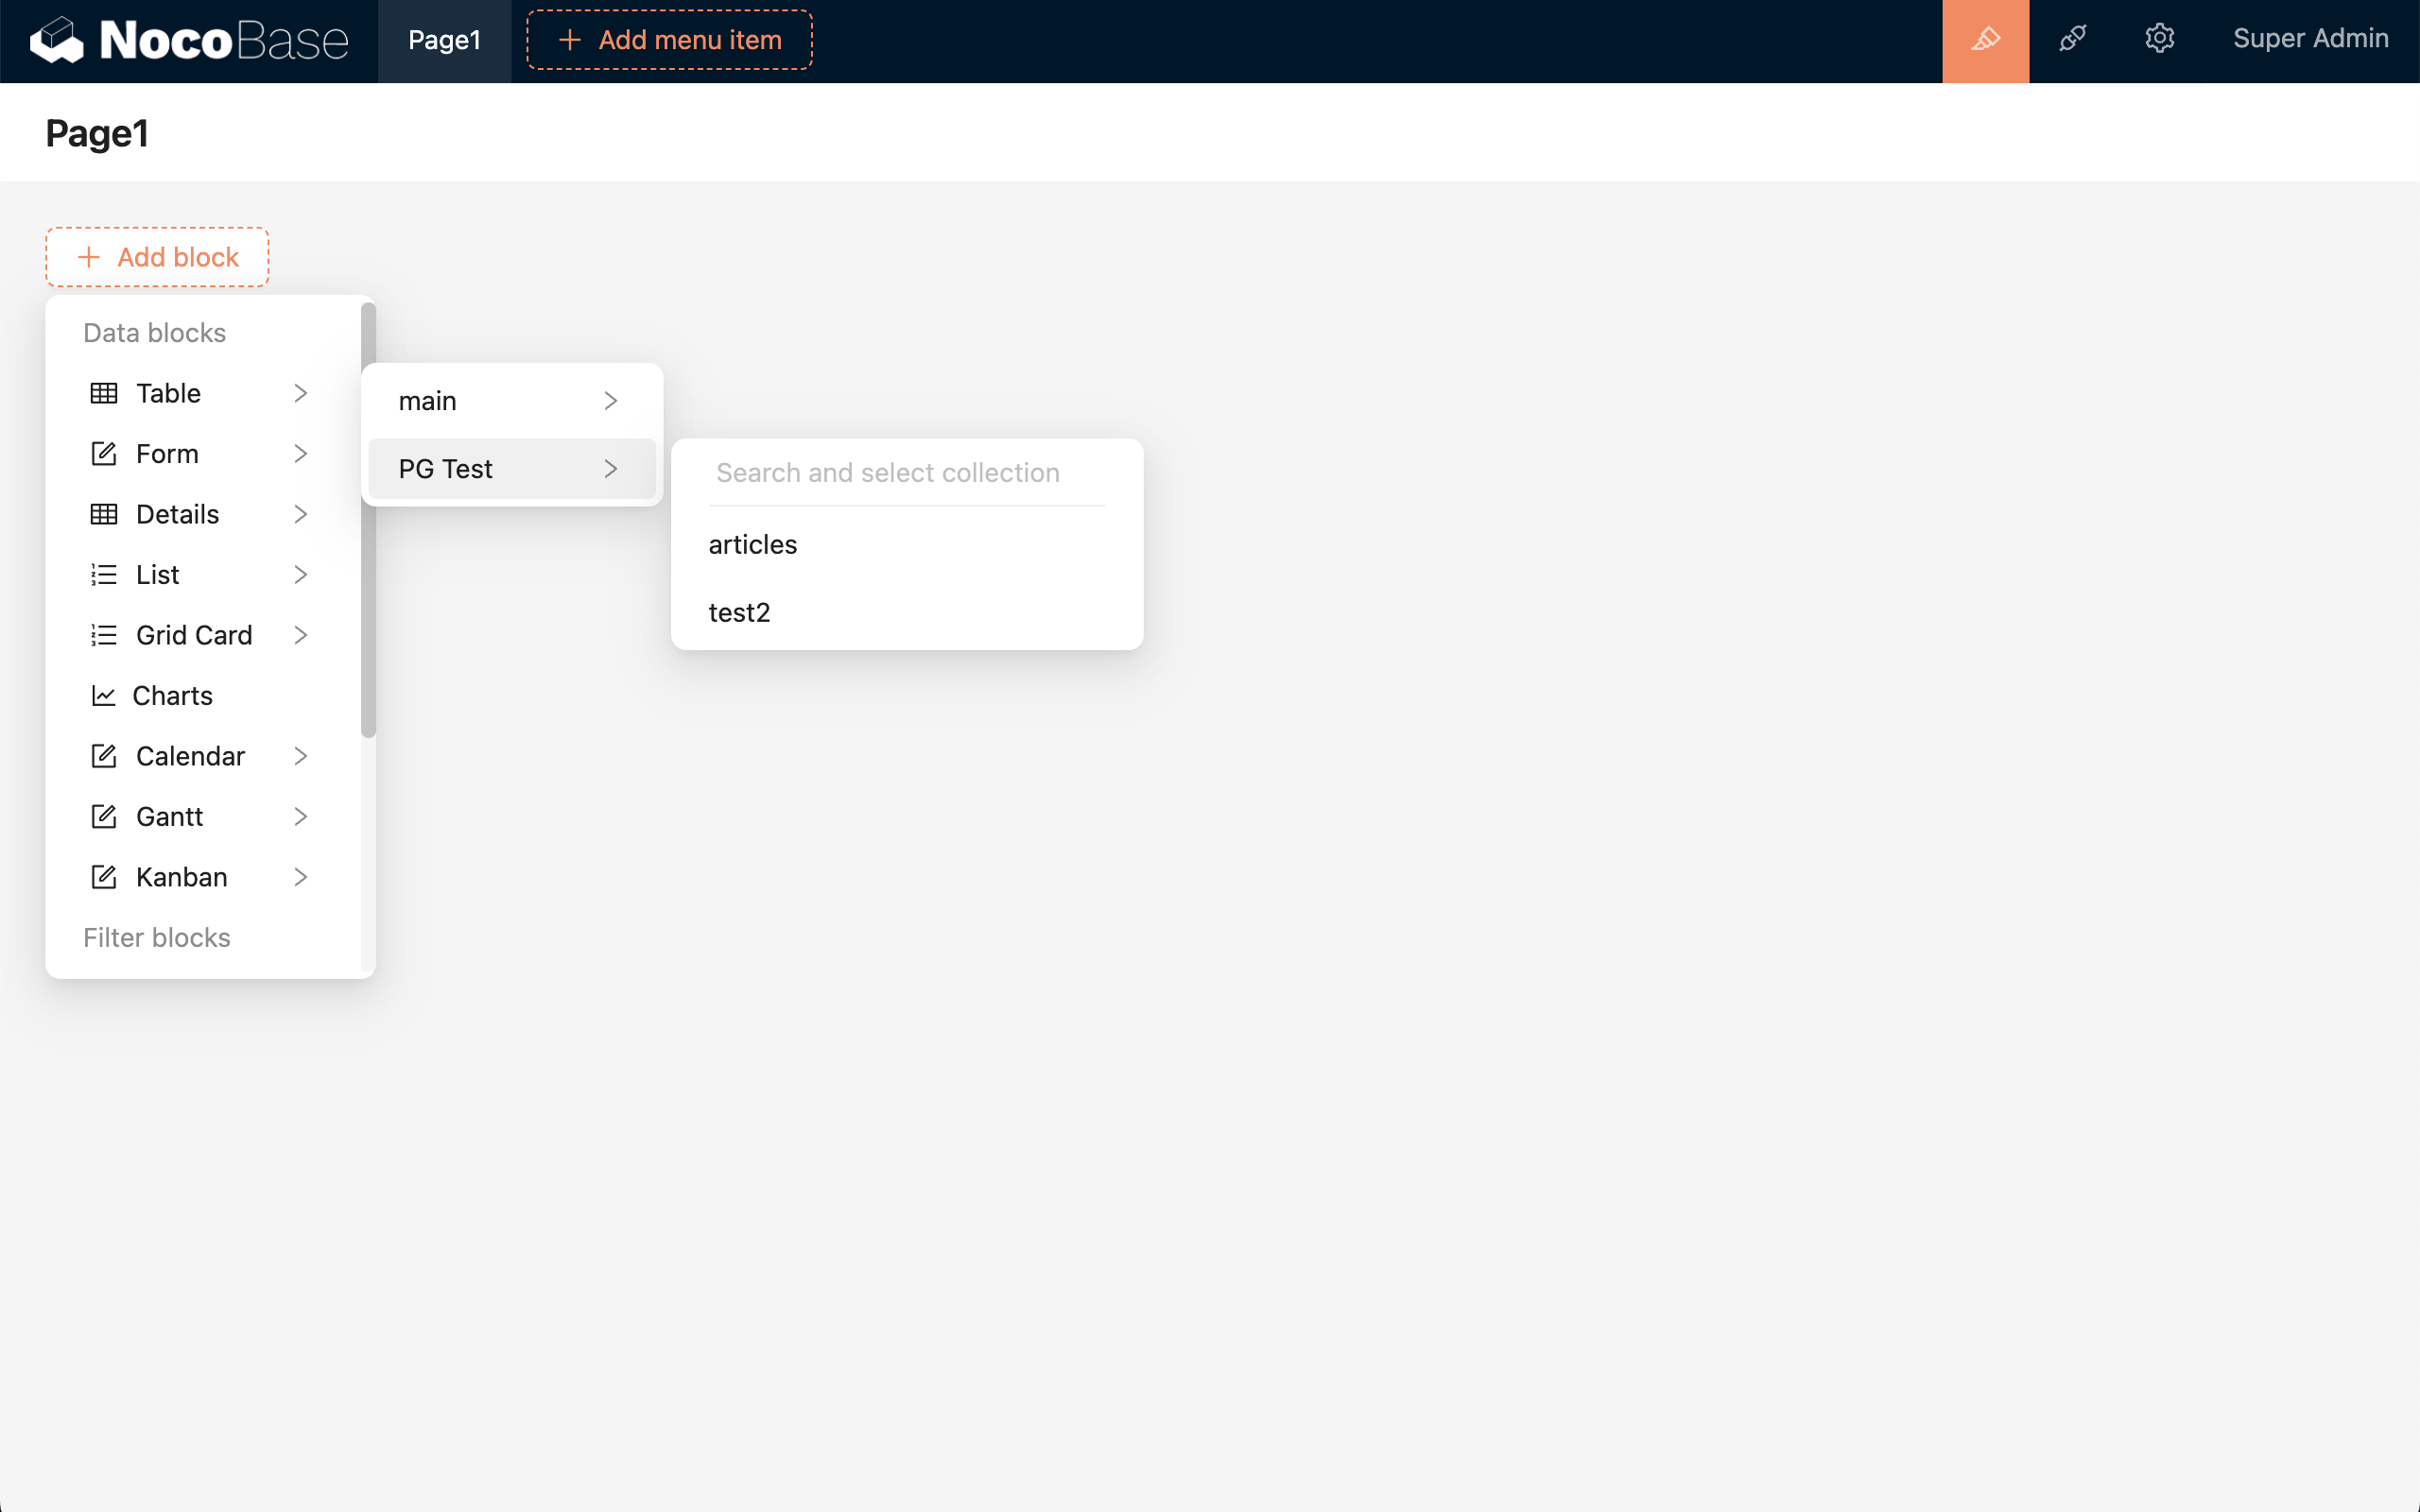 NocoBase
Page1
Add menu item
Super Admin
Page1
Add block
Data blocks
Table
Form
Details
List
Grid Card
Charts
Calendar
Gantt
Kanban
Filter blocks
main
PG Test
Search and select collection
articles
test2